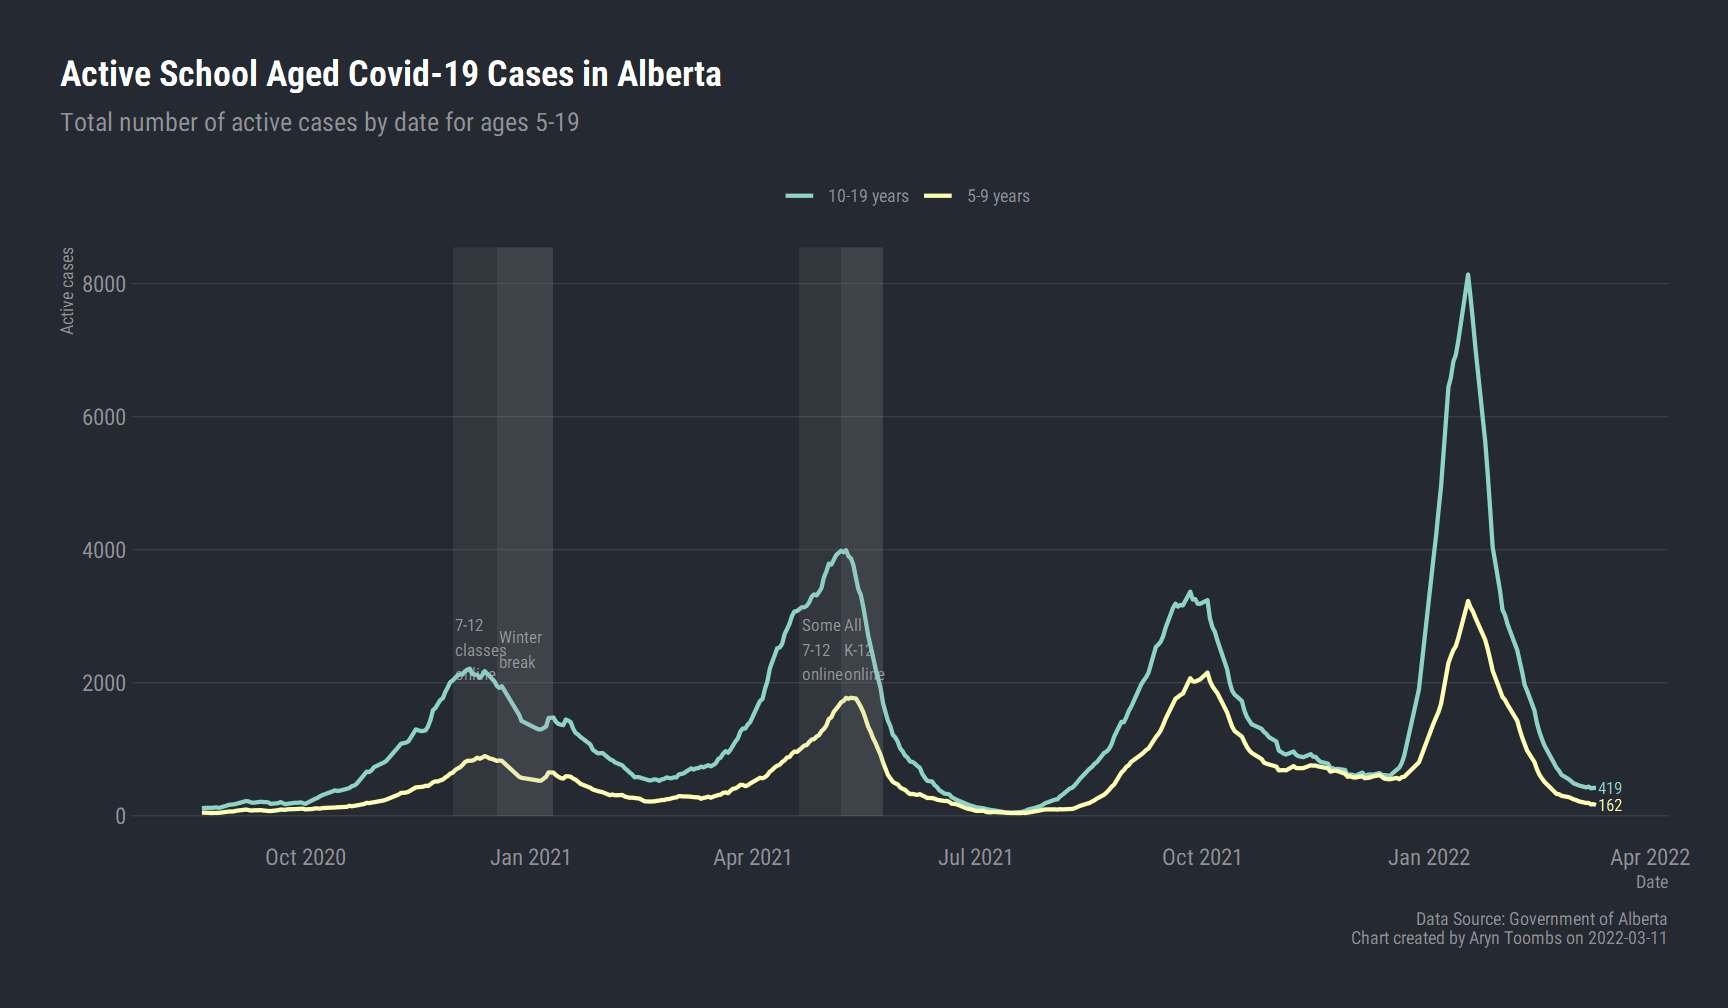 Active School Aged Covid-19 Cases in Alberta
Total number of active cases by date for ages 5-19
10-19 years
5-9 years
Active cases
8000
6000
4000
2000
0
7-12
classes
online
Winter
break
Some
7-12
online
All
K-12
online
419
162
Oct 2020
Jan 2021
Apr 2021
Jul 2021
Oct 2021
Jan 2022
Apr 2022
Date
Data Source: Government of Alberta
Chart created by Aryn Toombs on 2022-03-11